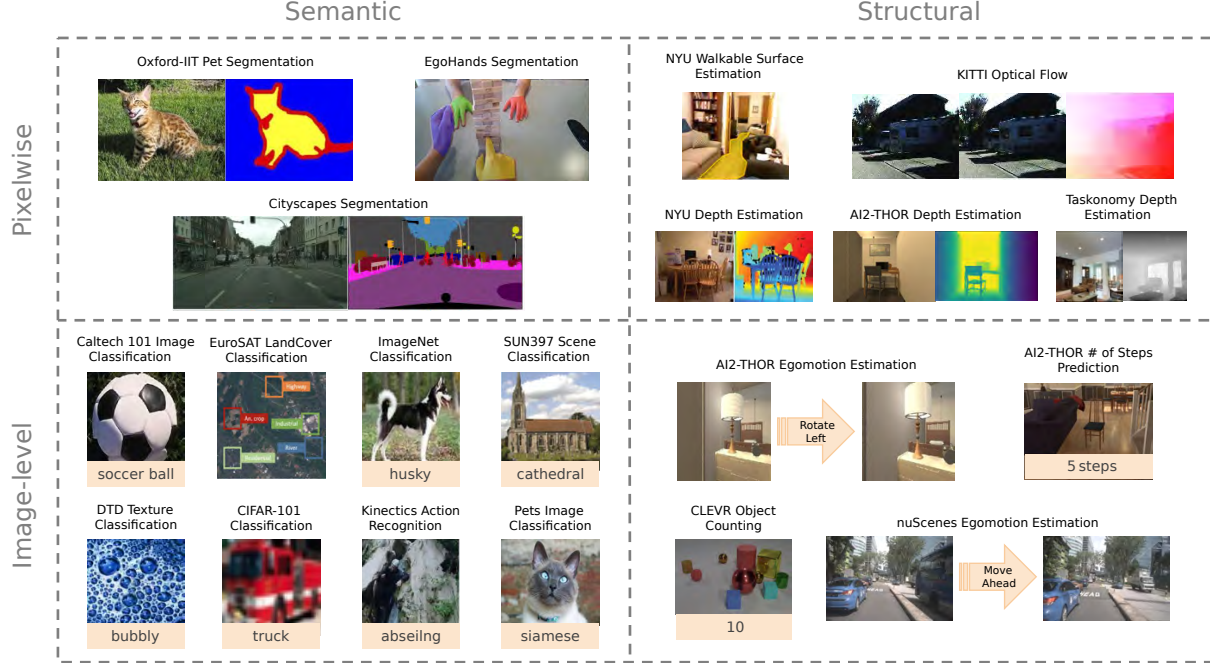 Semantic
Structural
Pixelwise
Oxford-IIT Pet Segmentation
EgoHands Segmentation
Cityscapes Segmentation
NYU Walkable Surface
Estimation
KITTI Optical Flow
NYU Depth Estimation
AI2-THOR Depth Estimation
Taskonomy Depth
Estimation
Image-level
Caltech 101 Image
Classification
soccer ball
EuroSAT LandCover
Classification
Highway
An. crop
Industrial
River
Residential
ImageNet
Classification
husky
SUN397 Scene
Classification
cathedral
DTD Texture
Classification
bubbly
CIFAR-101
Classification
truck
Kinectics Action
Recognition
abseilng
Pets Image
Classification
siamese
AI2-THOR Egomotion Estimation
Rotate
Left
AI2-THOR # of Steps
Prediction
5 steps
CLEVR Object
Counting
10
nuScenes Egomotion Estimation
Move
Ahead